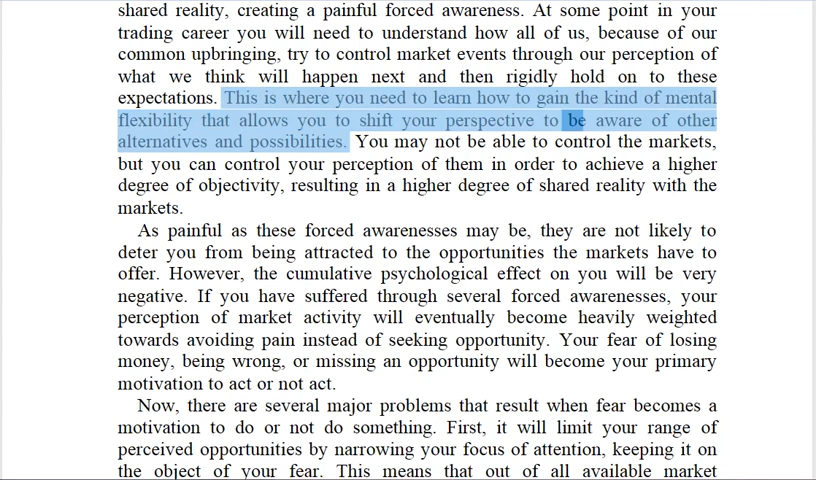 shared reality, creating a painful forced awareness. At some point in your
trading career you will need to understand how all of us, because of our
common upbringing, try to control market events through our perception of
what we think will happen next and then rigidly hold on to these
expectations. This is where you need to learn how to gain the kind of mental
flexibility that allows you to shift your perspective to be aware of other
alternatives and possibilities. You may not be able to control the markets,
but you can control your perception of them in order to achieve a higher
degree of objectivity, resulting in a higher degree of shared reality with the
markets.
As painful as these forced awarenesses may be, they are not likely to
deter you from being attracted to the opportunities the markets have to
offer. However, the cumulative psychological effect on you will be very
negative. If you have suffered through several forced awarenesses, your
perception of market activity will eventually become heavily weighted
towards avoiding pain instead of seeking opportunity. Your fear of losing
money, being wrong, or missing an opportunity will become your primary
motivation to act or not act.
Now, there are several major problems that result when fear becomes a
motivation to do or not do something. First, it will limit your range of
perceived opportunities by narrowing your focus of attention, keeping it on
the object of your fear. This means that out of all available market